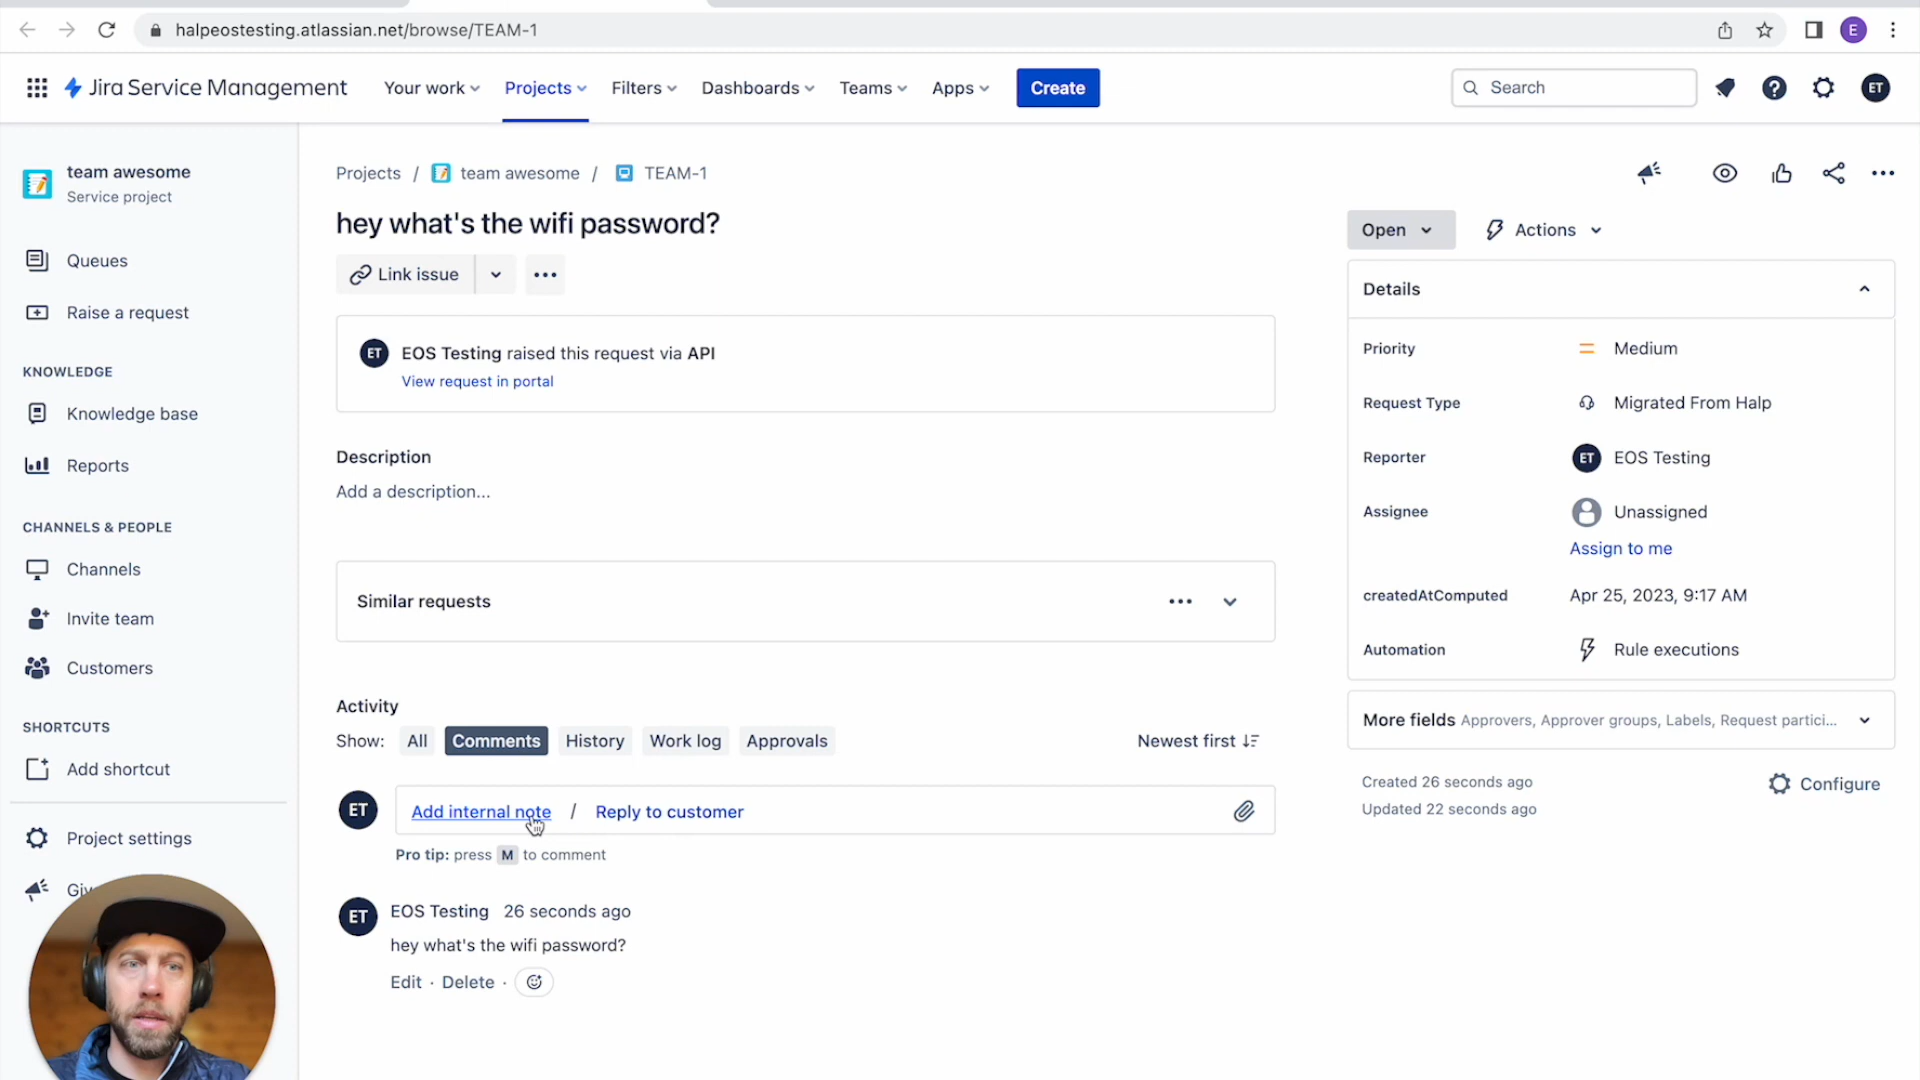 halpeostesting.atlassian.net/browse/TEAM-1
E
Jira Service Management
Your work
Projects
Filters
Dashboards
Teams
Apps
Create
Search
ET
team awesome
Service project
Queues
Raise a request
KNOWLEDGE
Knowledge base
Reports
CHANNELS & PEOPLE
Channels
Invite team
Customers
SHORTCUTS
Add shortcut
Project settings
Projects / team awesome / TEAM-1
hey what's the wifi password?
Link issue
ET
EOS Testing raised this request via API
View request in portal
Description
Add a description...
Similar requests
Activity
Show: All Comments History Work log Approvals
Newest first
ET
Add internal note / Reply to customer
Pro tip: press M to comment
ET
EOS Testing 26 seconds ago
hey what's the wifi password?
Edit · Delete ·
Open
Actions
Details
Priority
Medium
Request Type
Migrated From Halp
Reporter
ET
EOS Testing
Assignee
Unassigned
Assign to me
createdAtComputed
Apr 25, 2023, 9:17 AM
Automation
Rule executions
More fields Approvers, Approver groups, Labels, Request partici...
Created 26 seconds ago
Updated 22 seconds ago
Configure